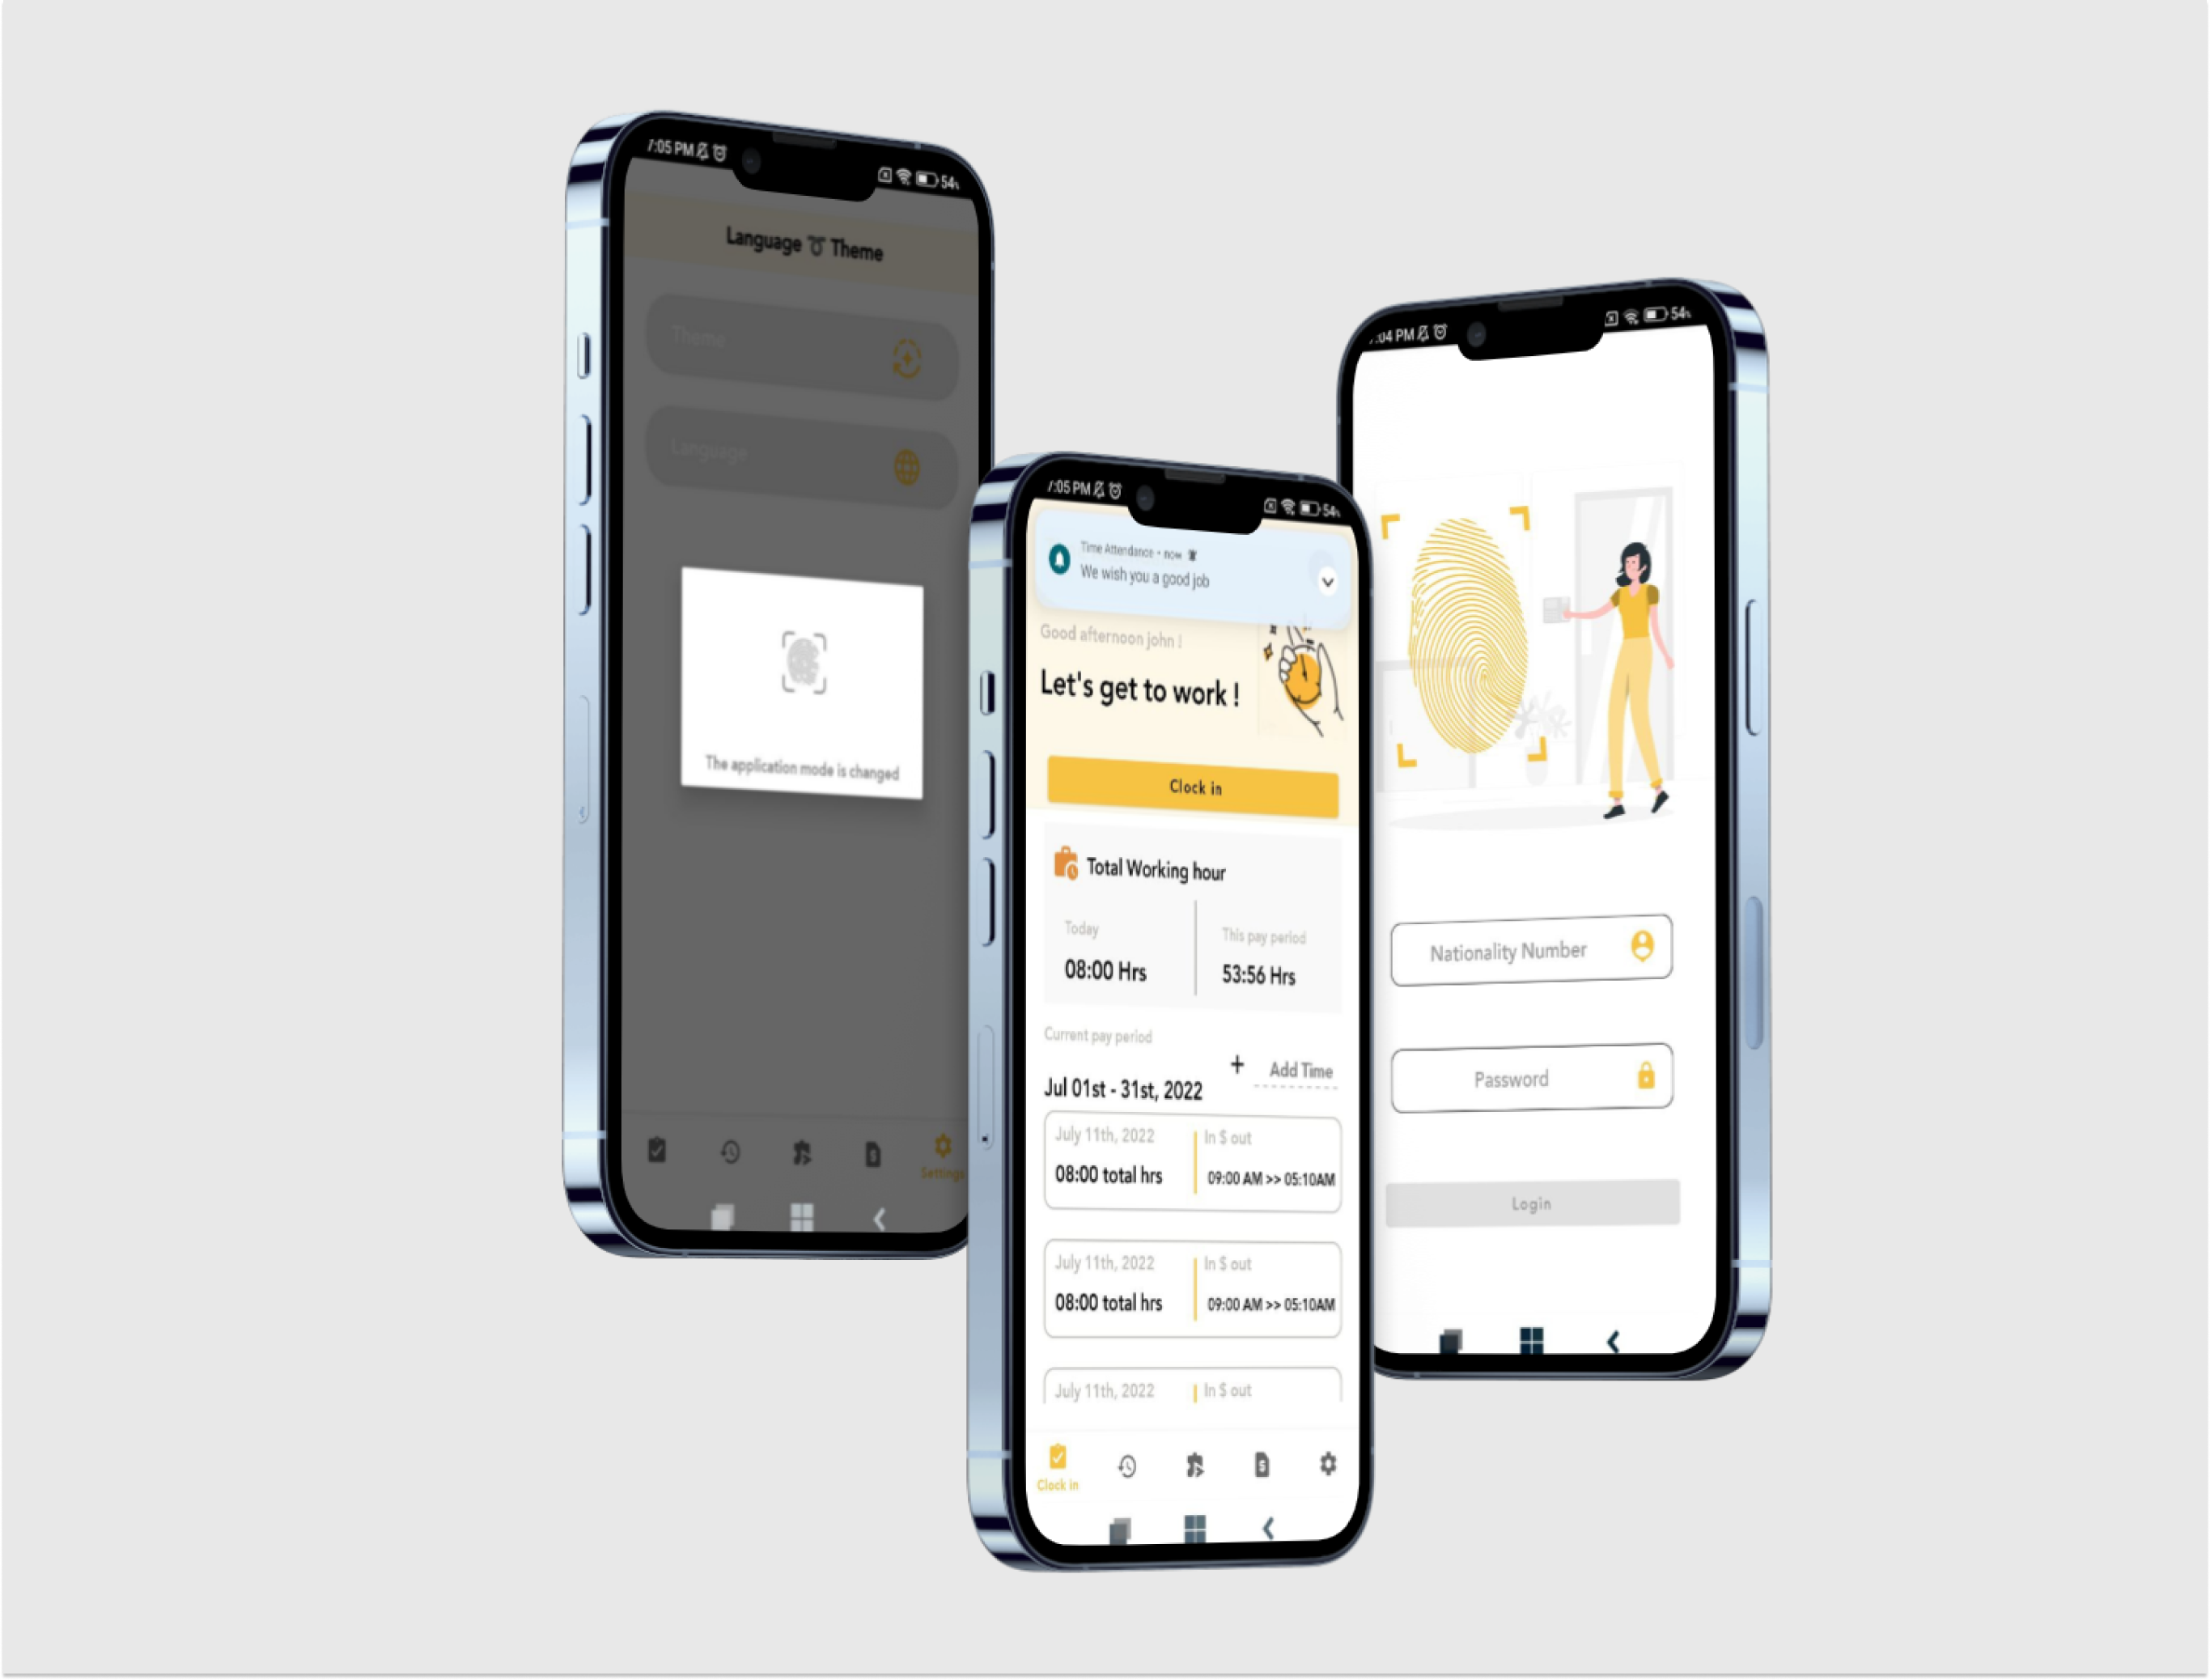 7:05 PM
54%
Language & Theme
Theme
Language
The application mode is changed
Settings
7:05 PM
54%
Time Attendance • now
We wish you a good job
Good afternoon john !
Let's get to work !
Clock in
Total Working hour
Today
This pay period
08:00 Hrs
53:56 Hrs
Current pay period
+ Add Time
Jul 01st - 31st, 2022
July 11th, 2022
In $ out
08:00 total hrs
09:00 AM >> 05:10AM
July 11th, 2022
In $ out
08:00 total hrs
09:00 AM >> 05:10AM
July 11th, 2022
In $ out
Clock in
:04 PM
54%
Nationality Number
Password
Login